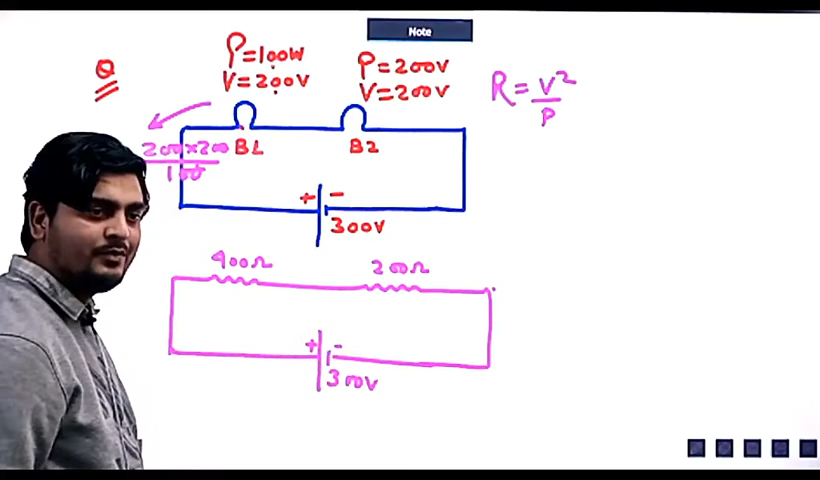 Note
Q
P=100W
V=200V
P=200V
V=200V
R=V²/P
200×200
100
B1
B2
+ -
300V
400Ω
200Ω
+ -
300V